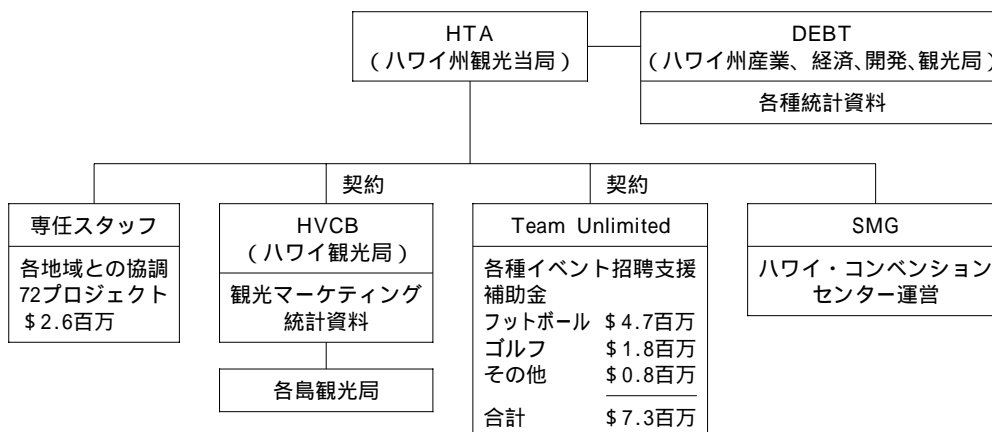 HTA
(ハワイ州観光当局)
DEBT
(ハワイ州産業、経済、開発、観光局)
各種統計資料
契約
契約
専任スタッフ
各地域との協調
72プロジェクト
$2.6百万
HVCB
(ハワイ観光局)
観光マーケティング
統計資料
各島観光局
Team Unlimited
各種イベント招聘支援
補助金
フットボール $4.7百万
ゴルフ $1.8百万
その他 $0.8百万
合計 $7.3百万
SMG
ハワイ・コンベンション
センター運営